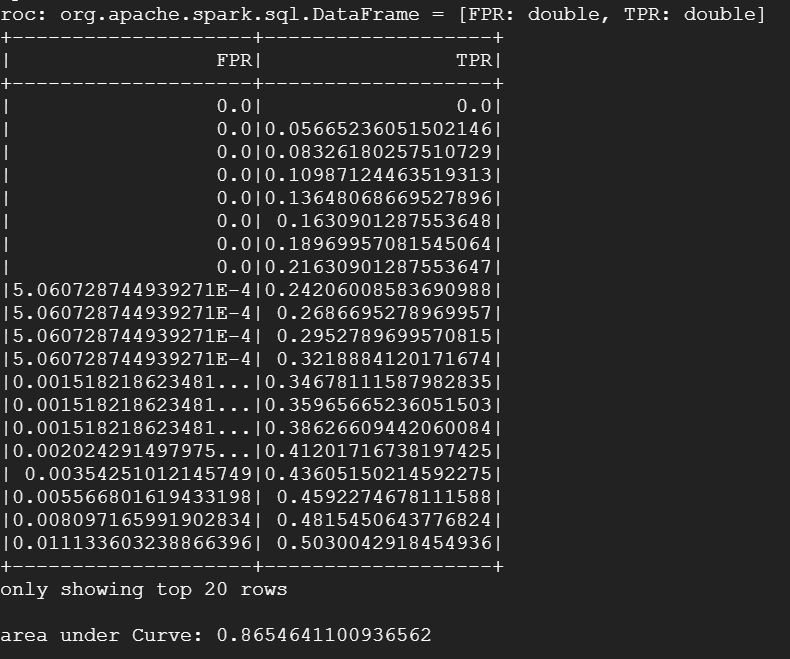 roc: org.apache.spark.sql.DataFrame = [FPR: double, TPR: double]
+--------------------+-------------------+
|                 FPR|                TPR|
+--------------------+-------------------+
|                 0.0|                0.0|
|                 0.0|0.05665236051502146|
|                 0.0|0.08326180257510729|
|                 0.0|0.10987124463519313|
|                 0.0|0.13648068669527896|
|                 0.0| 0.1630901287553648|
|                 0.0|0.18969957081545064|
|                 0.0|0.21630901287553647|
|5.060728744939271E-4|0.24206008583690988|
|5.060728744939271E-4| 0.2686695278969957|
|5.060728744939271E-4| 0.2952789699570815|
|5.060728744939271E-4| 0.3218884120171674|
|0.001518218623481...|0.34678111587982835|
|0.001518218623481...|0.35965665236051503|
|0.001518218623481...|0.38626609442060084|
|0.002024291497975...|0.41201716738197425|
| 0.00354251012145749|0.43605150214592275|
|0.005566801619433198| 0.4592274678111588|
|0.008097165991902834| 0.4815450643776824|
|0.011133603238866396| 0.5030042918454936|
+--------------------+-------------------+
only showing top 20 rows
area under Curve: 0.8654641100936562